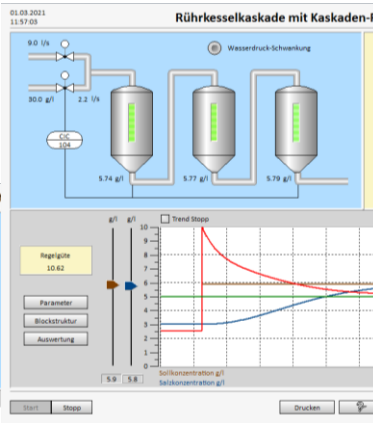 01.03.2021
11:57:03
Rührkesselkaskade mit Kaskaden-
9.0 l/s
Wasserdruck-Schwankung
30.0 g/l
2.2 l/s
CIC
104
5.74 g/l
5.77 g/l
5.79 g/l
g/l g/l
Trend Stopp
Regelgüte
10.62
10
9
8
7
6
5
4
3
2
1
0
Parameter
Blockstruktur
Auswertung
5.9 5.8
Sollkonzentration g/l
Salzkonzentration g/l
Start
Stopp
Drucken